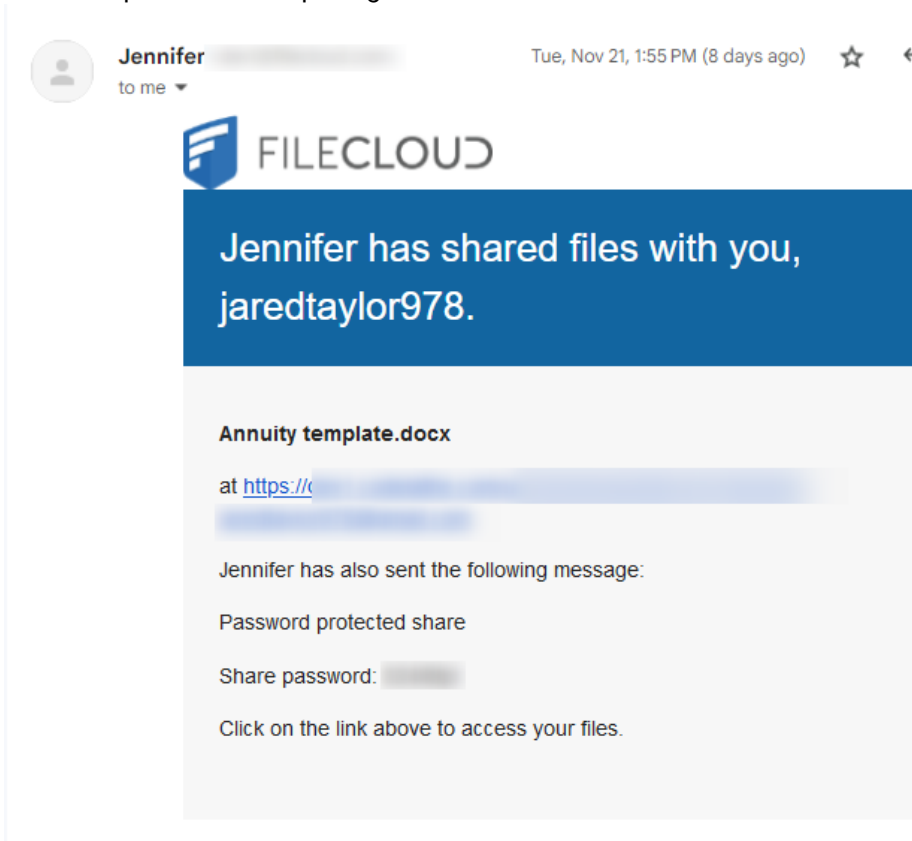 Jennifer
Tue, Nov 21, 1:55 PM (8 days ago)
to me
FILECLOUD
Jennifer has shared files with you,
jaredtaylor978.
Annuity template.docx
at https://
Jennifer has also sent the following message:
Password protected share
Share password:
Click on the link above to access your files.